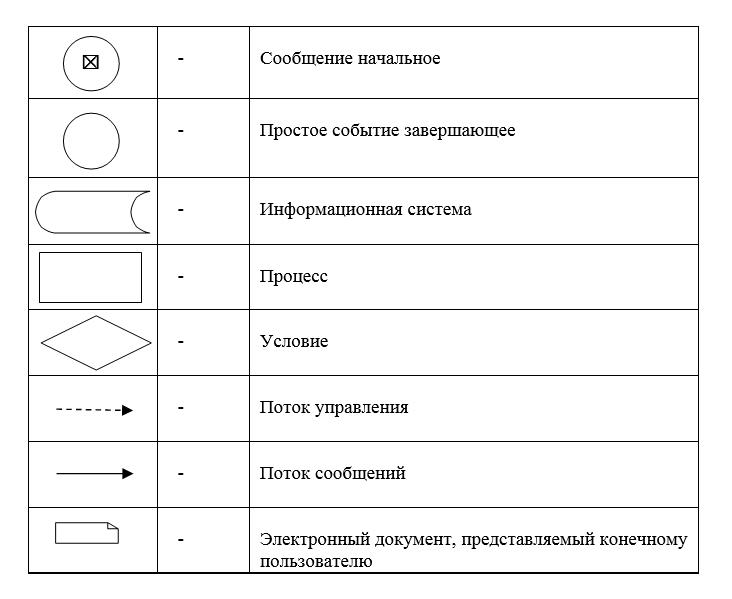 - Сообщение начальное
- Простое событие завершающее
- Информационная система
- Процесс
- Условие
- Поток управления
- Поток сообщений
- Электронный документ, представляемый конечному
пользователю